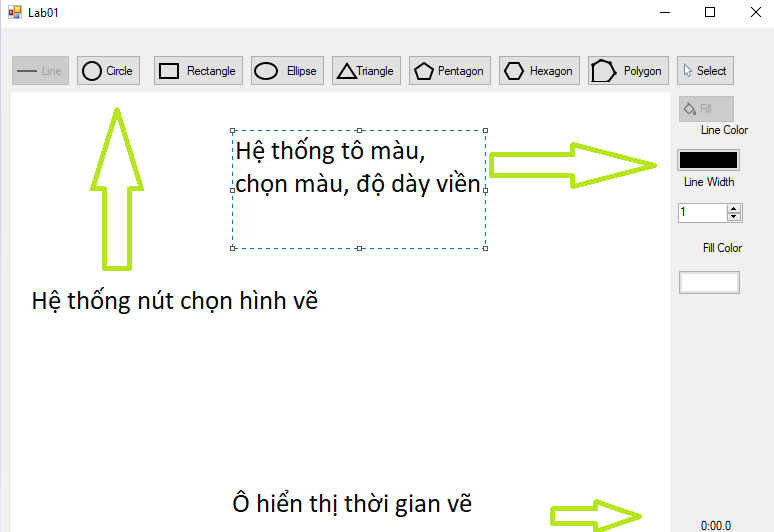 Lab01
Line
Circle
Rectangle
Ellipse
Triangle
Pentagon
Hexagon
Polygon
Select
Fill
Line Color
Hệ thống tô màu,
chọn màu, độ dày viền
Line Width
1
Fill Color
Hệ thống nút chọn hình vẽ
Ô hiển thị thời gian vẽ
0:00.0